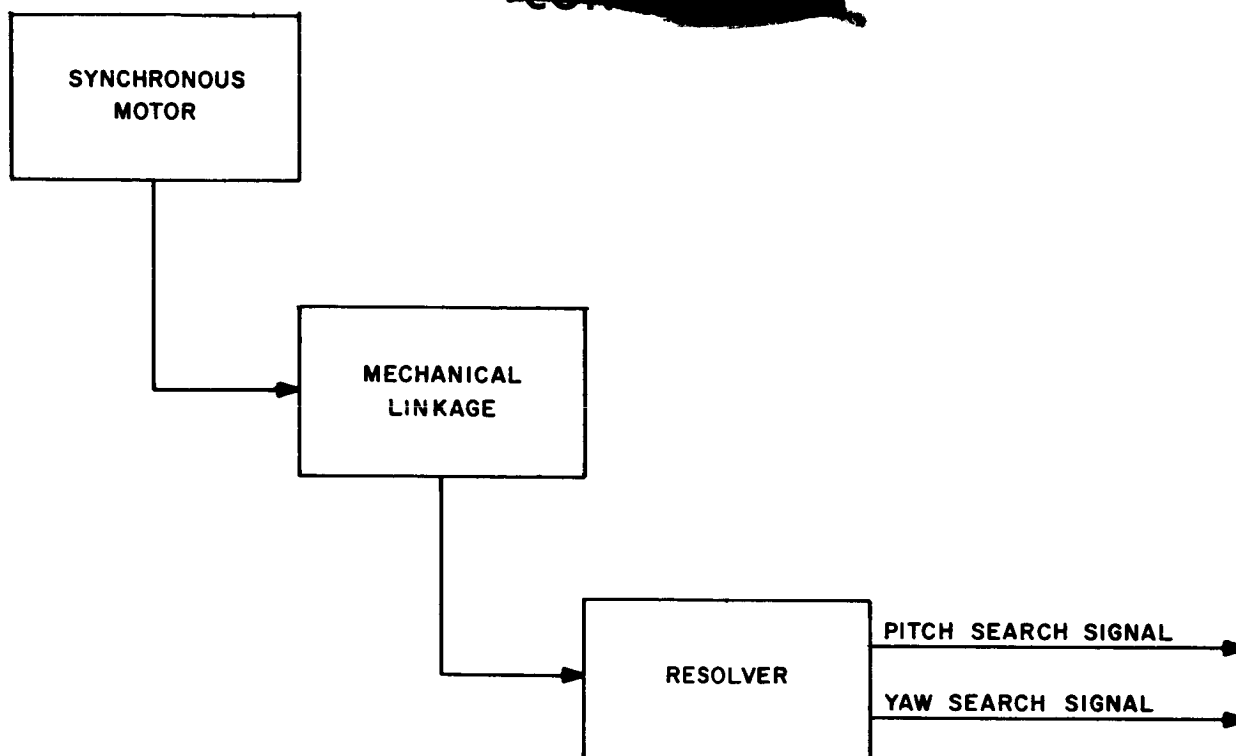 SYNCHRONOUS
MOTOR
MECHANICAL
LINKAGE
RESOLVER
PITCH SEARCH SIGNAL
YAW SEARCH SIGNAL